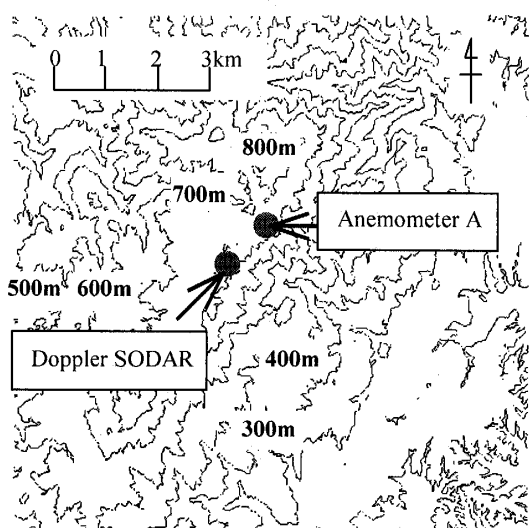 0 1 2 3km
800m
700m
Anemometer A
500m 600m
Doppler SODAR
400m
300m